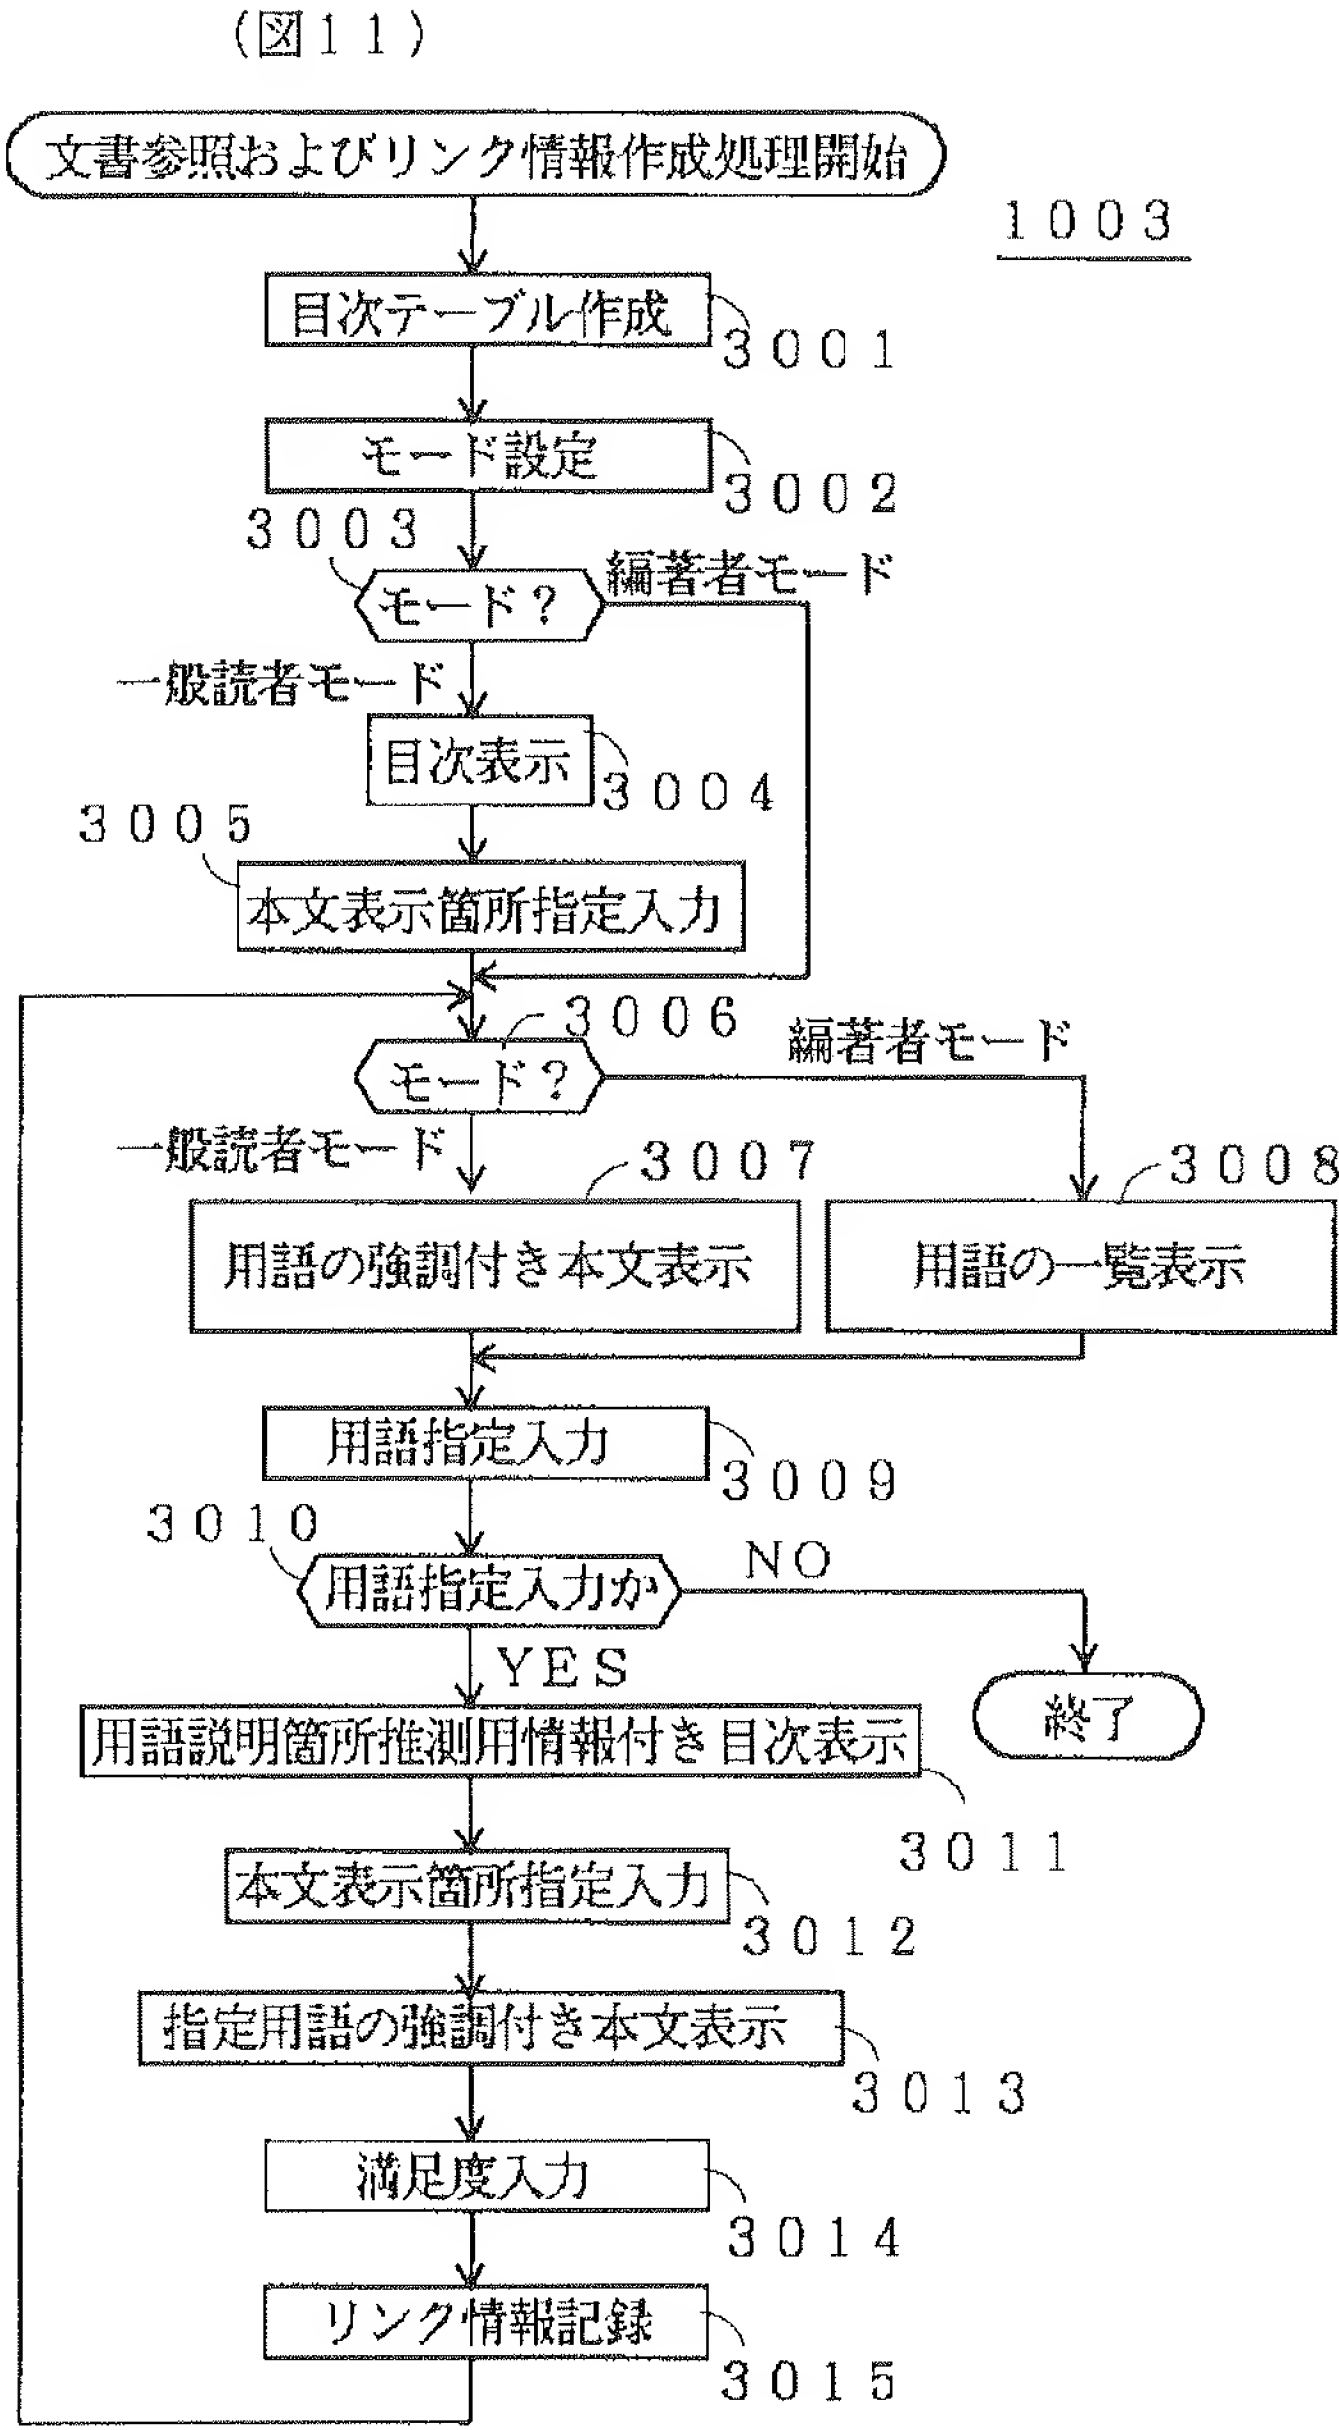 (図11)
文書参照およびリンク情報作成処理開始
1003
目次テーブル作成
3001
モード設定
3002
3003
モード?
編著者モード
一般読者モード
目次表示
3004
3005
本文表示箇所指定入力
3006
モード?
編著者モード
一般読者モード
3007
3008
用語の強調付き本文表示
用語の一覧表示
用語指定入力
3009
3010
用語指定入力か
NO
YES
終了
用語説明箇所推測用情報付き目次表示
3011
本文表示箇所指定入力
3012
指定用語の強調付き本文表示
3013
満足度入力
3014
リンク情報記録
3015